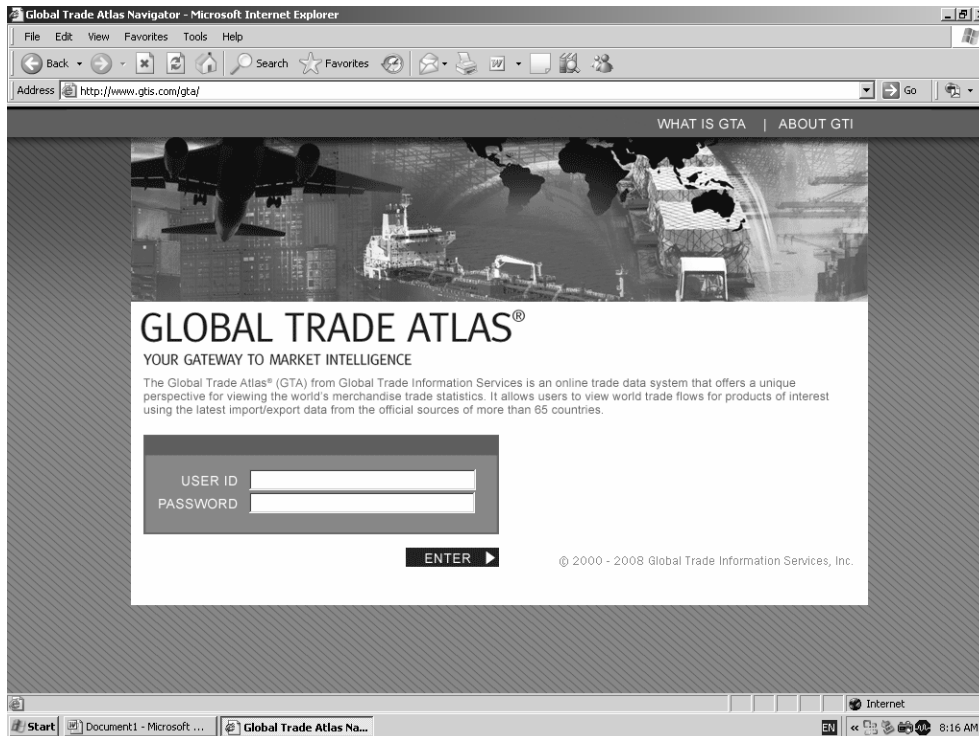 Global Trade Atlas Navigator - Microsoft Internet Explorer
File Edit View Favorites Tools Help
Back Search Favorites
Address http://www.gtis.com/gta/ Go
WHAT IS GTA | ABOUT GTI
GLOBAL TRADE ATLAS®
YOUR GATEWAY TO MARKET INTELLIGENCE
The Global Trade Atlas® (GTA) from Global Trade Information Services is an online trade data system that offers a unique
perspective for viewing the world's merchandise trade statistics. It allows users to view world trade flows for products of interest
using the latest import/export data from the official sources of more than 65 countries.
USER ID
PASSWORD
ENTER
© 2000 - 2008 Global Trade Information Services, Inc.
Internet
Start Document1 - Microsoft ... Global Trade Atlas Na... EN « 8:16 AM